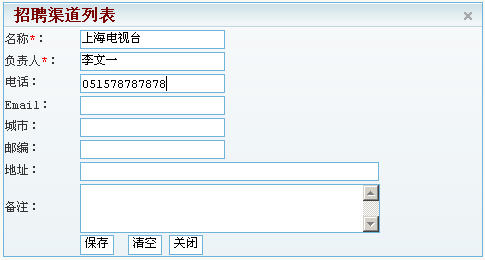 招聘渠道列表
名称*： 上海电视台
负责人*： 李文一
电话： 051578787878
Email：
城市：
邮编：
地址：
备注：
保存 清空 关闭